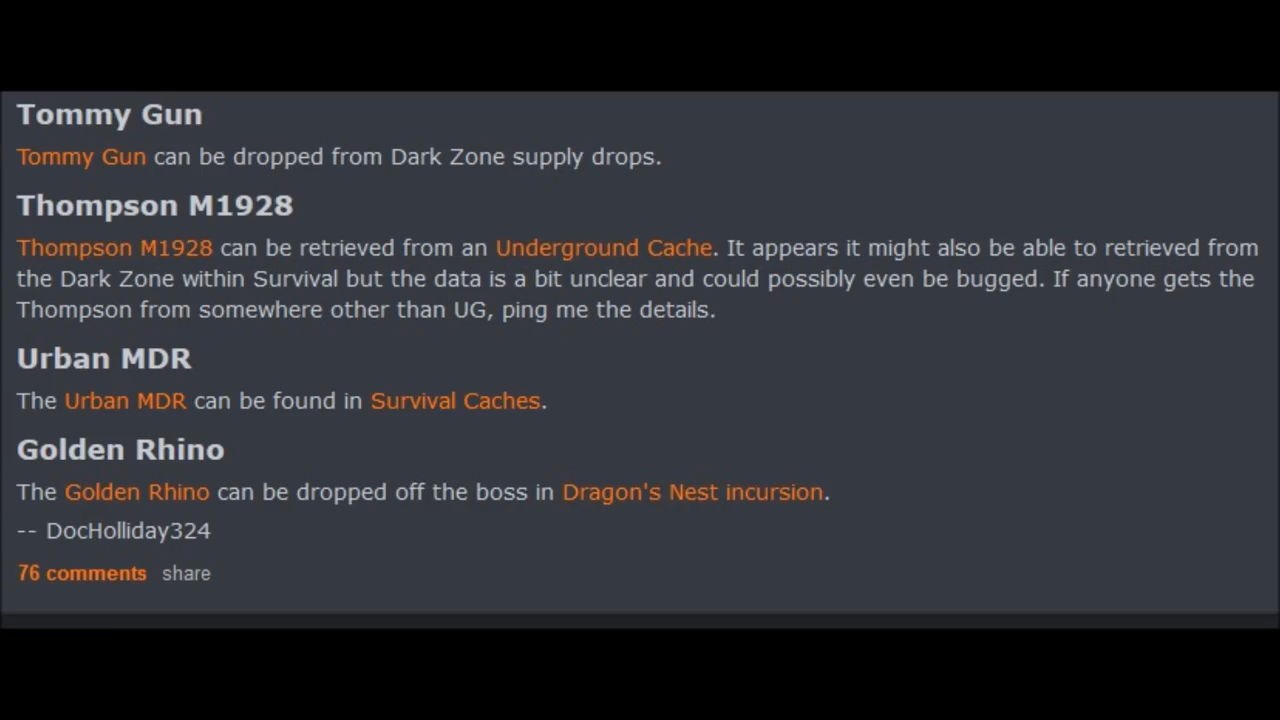 Tommy Gun
Tommy Gun can be dropped from Dark Zone supply drops.
Thompson M1928
Thompson M1928 can be retrieved from an Underground Cache. It appears it might also be able to retrieved from
the Dark Zone within Survival but the data is a bit unclear and could possibly even be bugged. If anyone gets the
Thompson from somewhere other than UG, ping me the details.
Urban MDR
The Urban MDR can be found in Survival Caches.
Golden Rhino
The Golden Rhino can be dropped off the boss in Dragon's Nest incursion.
-- DocHolliday324
76 comments share